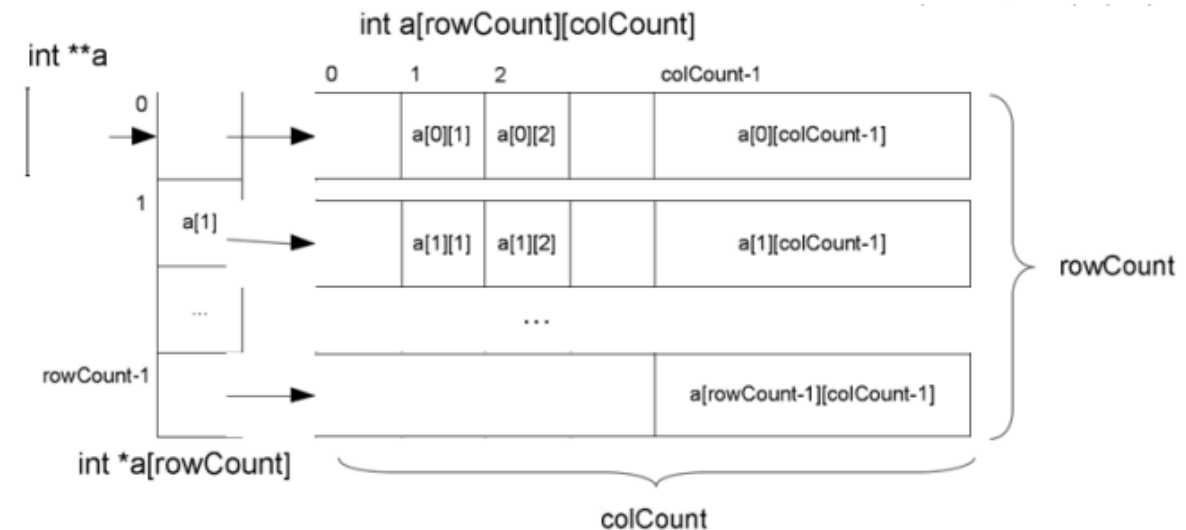 int a[rowCount][colCount]
int **a
0 1 2 colCount-1
0
a[0][1] a[0][2] a[0][colCount-1]
1
a[1]
a[1][1] a[1][2] a[1][colCount-1]
rowCount
...
...
rowCount-1
a[rowCount-1][colCount-1]
int *a[rowCount]
colCount